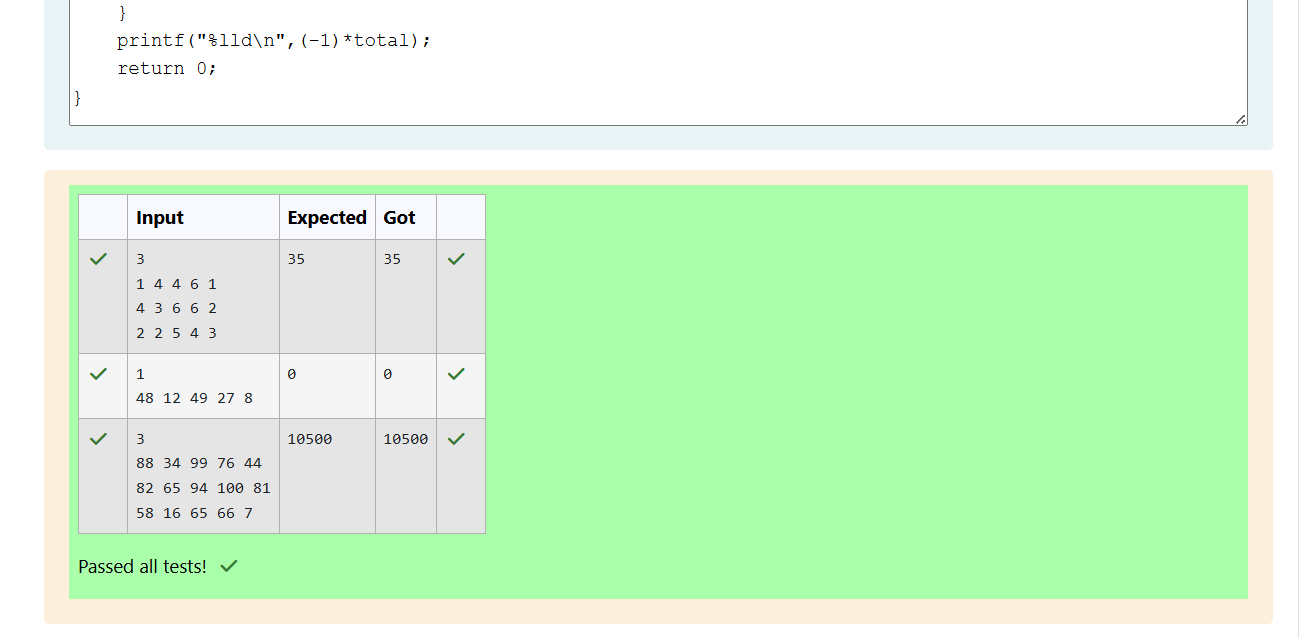 }
printf("%lld\n",(-1)*total);
return 0;
}
Input Expected Got
3 35 35
1 4 4 6 1
4 3 6 6 2
2 2 5 4 3
1 0 0
48 12 49 27 8
3 10500 10500
88 34 99 76 44
82 65 94 100 81
58 16 65 66 7
Passed all tests!